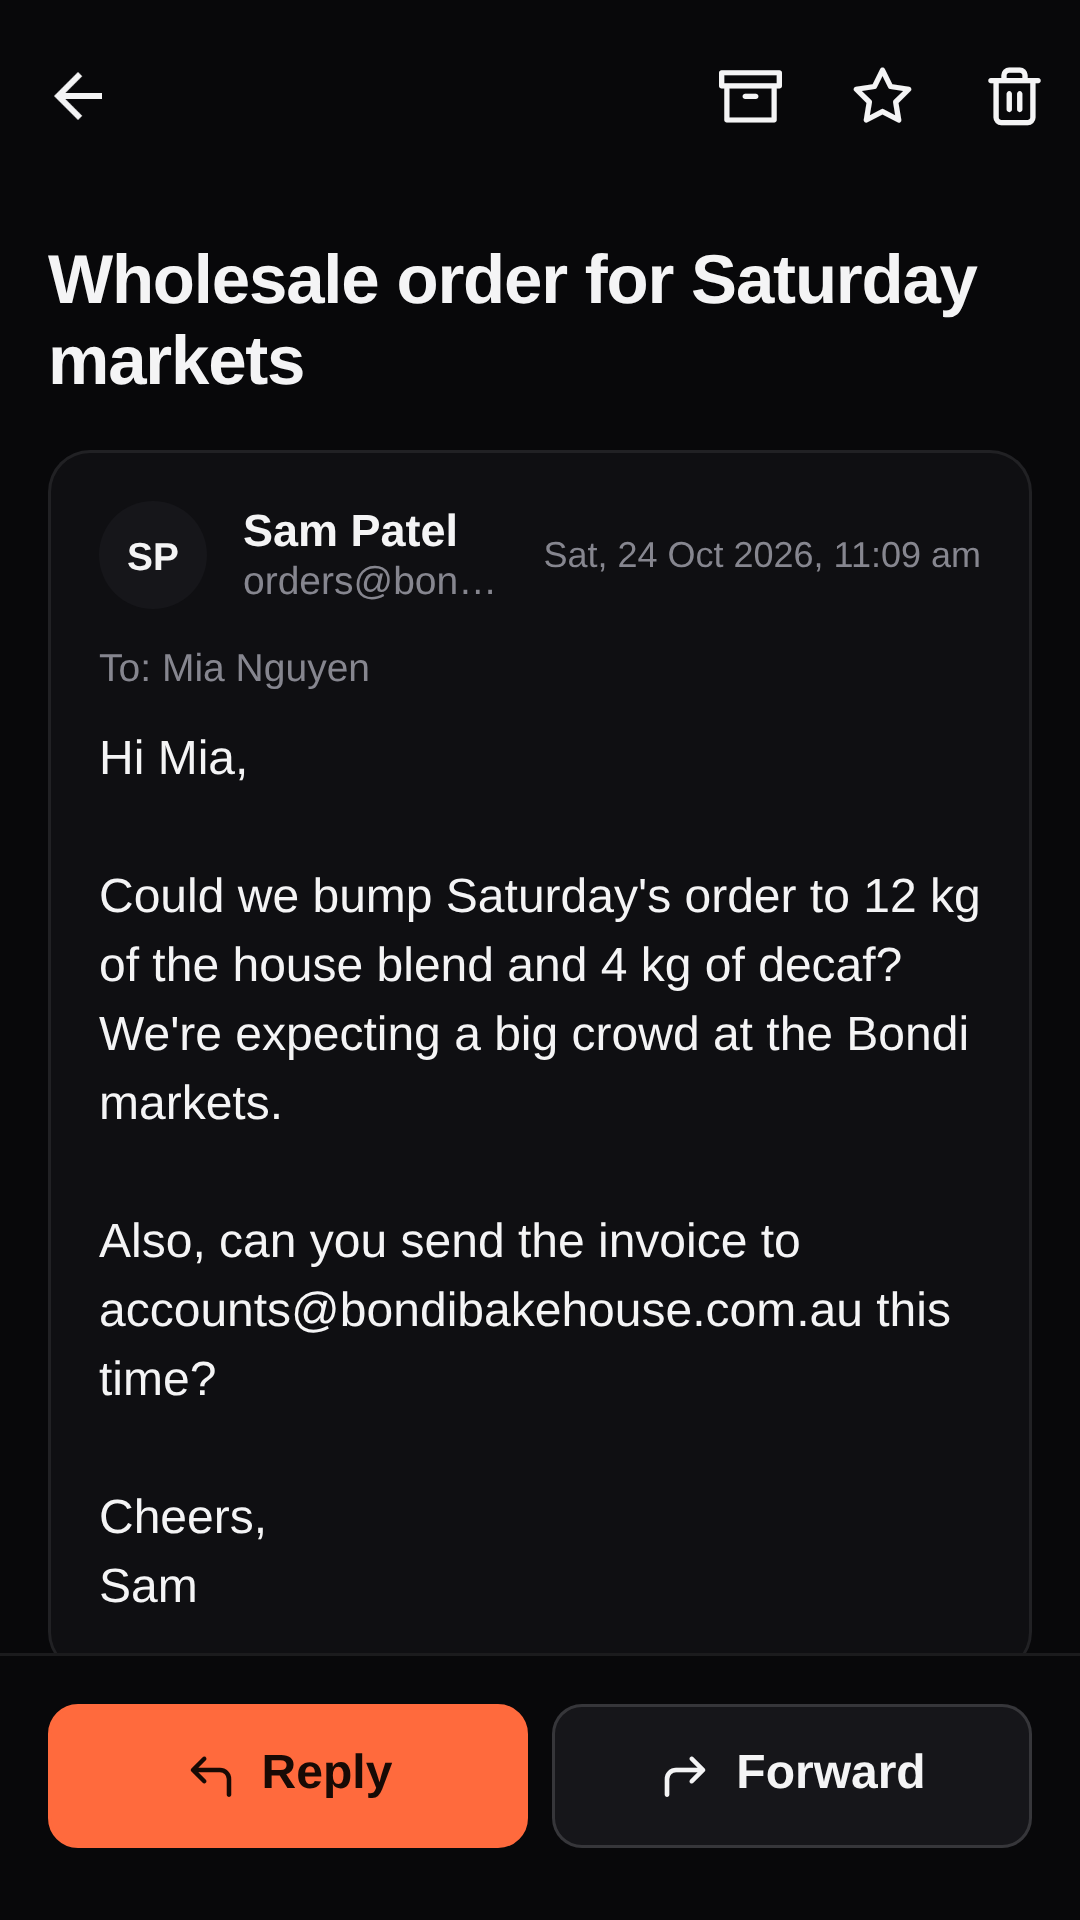 Wholesale order for Saturday
markets
SP
Sam Patel
orders@bon…
Sat, 24 Oct 2026, 11:09 am
To: Mia Nguyen
Hi Mia,
Could we bump Saturday's order to 12 kg
of the house blend and 4 kg of decaf?
We're expecting a big crowd at the Bondi
markets.
Also, can you send the invoice to
accounts@bondibakehouse.com.au this
time?
Cheers,
Sam
Reply
Forward